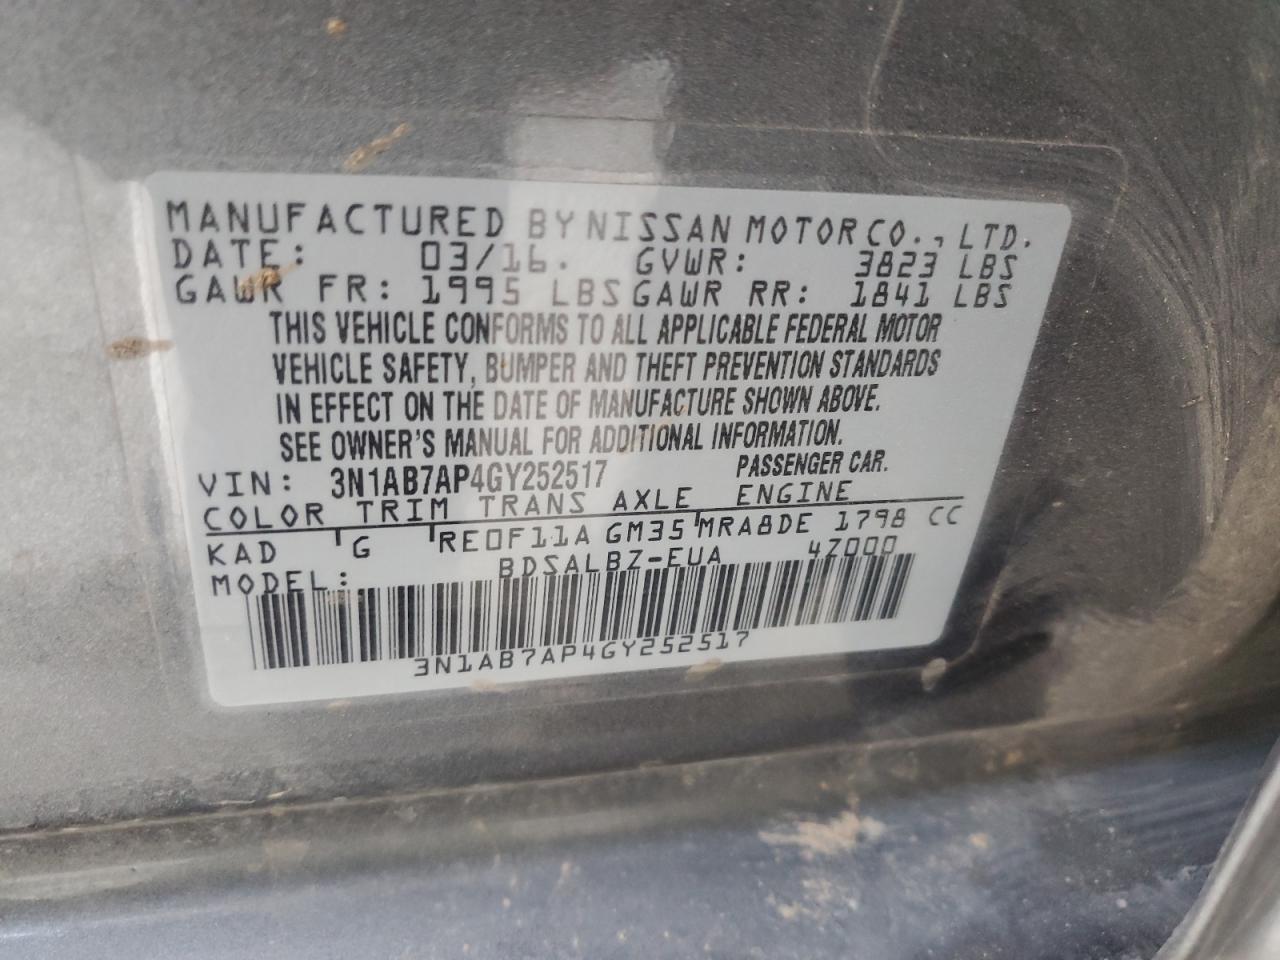 MANUFACTURED BY NISSAN MOTOR CO., LTD.
DATE: 03/16. GVWR: 3823 LBS
GAWR FR: 1995 LBS GAWR RR: 1841 LBS
THIS VEHICLE CONFORMS TO ALL APPLICABLE FEDERAL MOTOR
VEHICLE SAFETY, BUMPER AND THEFT PREVENTION STANDARDS
IN EFFECT ON THE DATE OF MANUFACTURE SHOWN ABOVE.
SEE OWNER'S MANUAL FOR ADDITIONAL INFORMATION.
VIN: 3N1AB7AP4GY252517 PASSENGER CAR.
COLOR TRIM TRANS AXLE ENGINE
KAD G RE0F11A GM35 MRA8DE 1798 CC
MODEL: BDSALBZ-EUA 4Z000
3N1AB7AP4GY252517